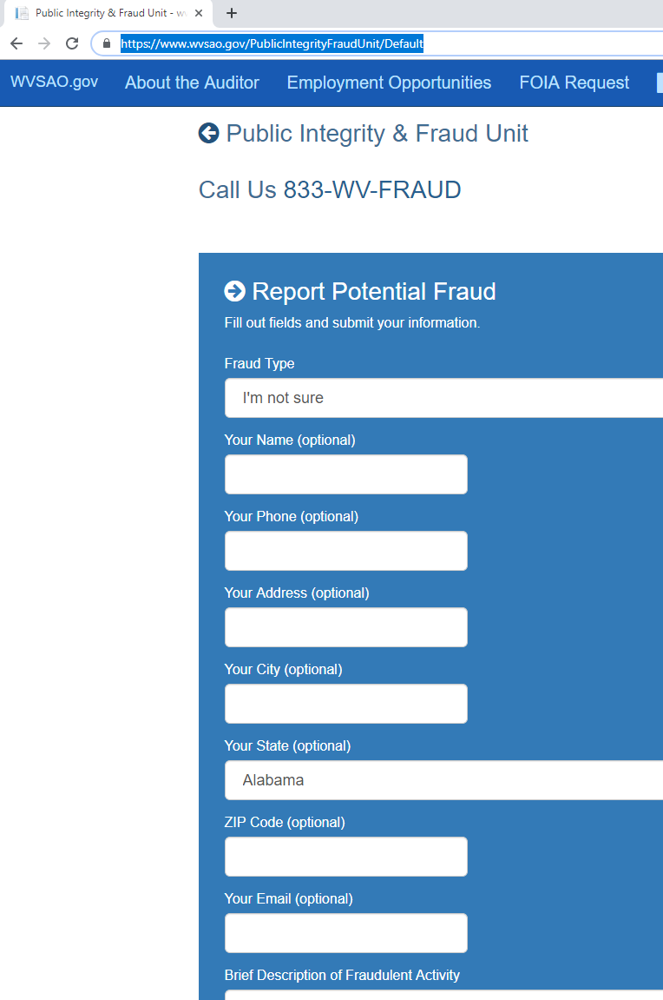 Public Integrity & Fraud Unit - wv
https://www.wvsao.gov/PublicIntegrityFraudUnit/Default
WVSAO.gov About the Auditor Employment Opportunities FOIA Request
Public Integrity & Fraud Unit
Call Us 833-WV-FRAUD
Report Potential Fraud
Fill out fields and submit your information.
Fraud Type
I'm not sure
Your Name (optional)
Your Phone (optional)
Your Address (optional)
Your City (optional)
Your State (optional)
Alabama
ZIP Code (optional)
Your Email (optional)
Brief Description of Fraudulent Activity